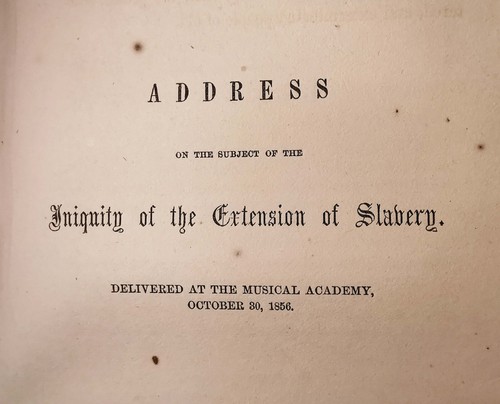 ADDRESS
ON THE SUBJECT OF THE
Iniquity of the Extension of Slavery.
DELIVERED AT THE MUSICAL ACADEMY,
OCTOBER 30, 1856.